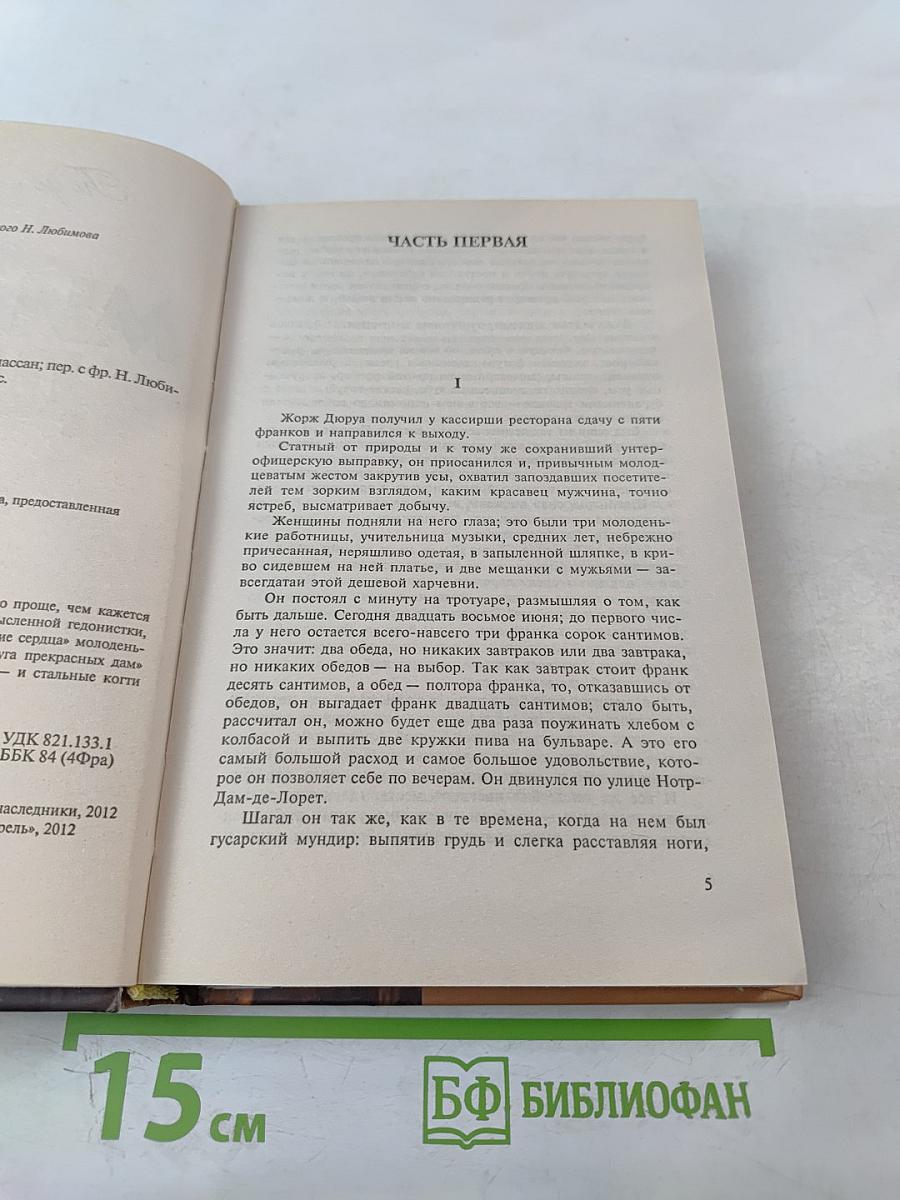 ого Н. Любимова
пассан; пер. с фр. Н. Люби-
с.
а, предоставленная
о проще, чем кажется
ысленной гедонистки,
ие сердца» молодень-
уга прекрасных дам»
— и стальные когти
УДК 821.133.1
ББК 84 (4Фра)
наследники, 2012
рель», 2012
ЧАСТЬ ПЕРВАЯ
I
Жорж Дюруа получил у кассирши ресторана сдачу с пяти
франков и направился к выходу.
Статный от природы и к тому же сохранивший унтер-
офицерскую выправку, он приосанился и, привычным молод-
цеватым жестом закрутив усы, охватил запоздавших посетите-
лей тем зорким взглядом, каким красавец мужчина, точно
ястреб, высматривает добычу.
Женщины подняли на него глаза; это были три молодень-
кие работницы, учительница музыки, средних лет, небрежно
причесанная, неряшливо одетая, в запыленной шляпке, в кри-
во сидевшем на ней платье, и две мещанки с мужьями — за-
всегдатаи этой дешевой харчевни.
Он постоял с минуту на тротуаре, размышляя о том, как
быть дальше. Сегодня двадцать восьмое июня; до первого чис-
ла у него остается всего-навсего три франка сорок сантимов.
Это значит: два обеда, но никаких завтраков или два завтрака,
но никаких обедов — на выбор. Так как завтрак стоит франк
десять сантимов, а обед — полтора франка, то, отказавшись от
обедов, он выгадает франк двадцать сантимов; стало быть,
рассчитал он, можно будет еще два раза поужинать хлебом с
колбасой и выпить две кружки пива на бульваре. А это его
самый большой расход и самое большое удовольствие, кото-
рое он позволяет себе по вечерам. Он двинулся по улице Нотр-
Дам-де-Лорет.
Шагал он так же, как в те времена, когда на нем был
гусарский мундир: выпятив грудь и слегка расставляя ноги,
5
15 см
БФ БИБЛИОФАН